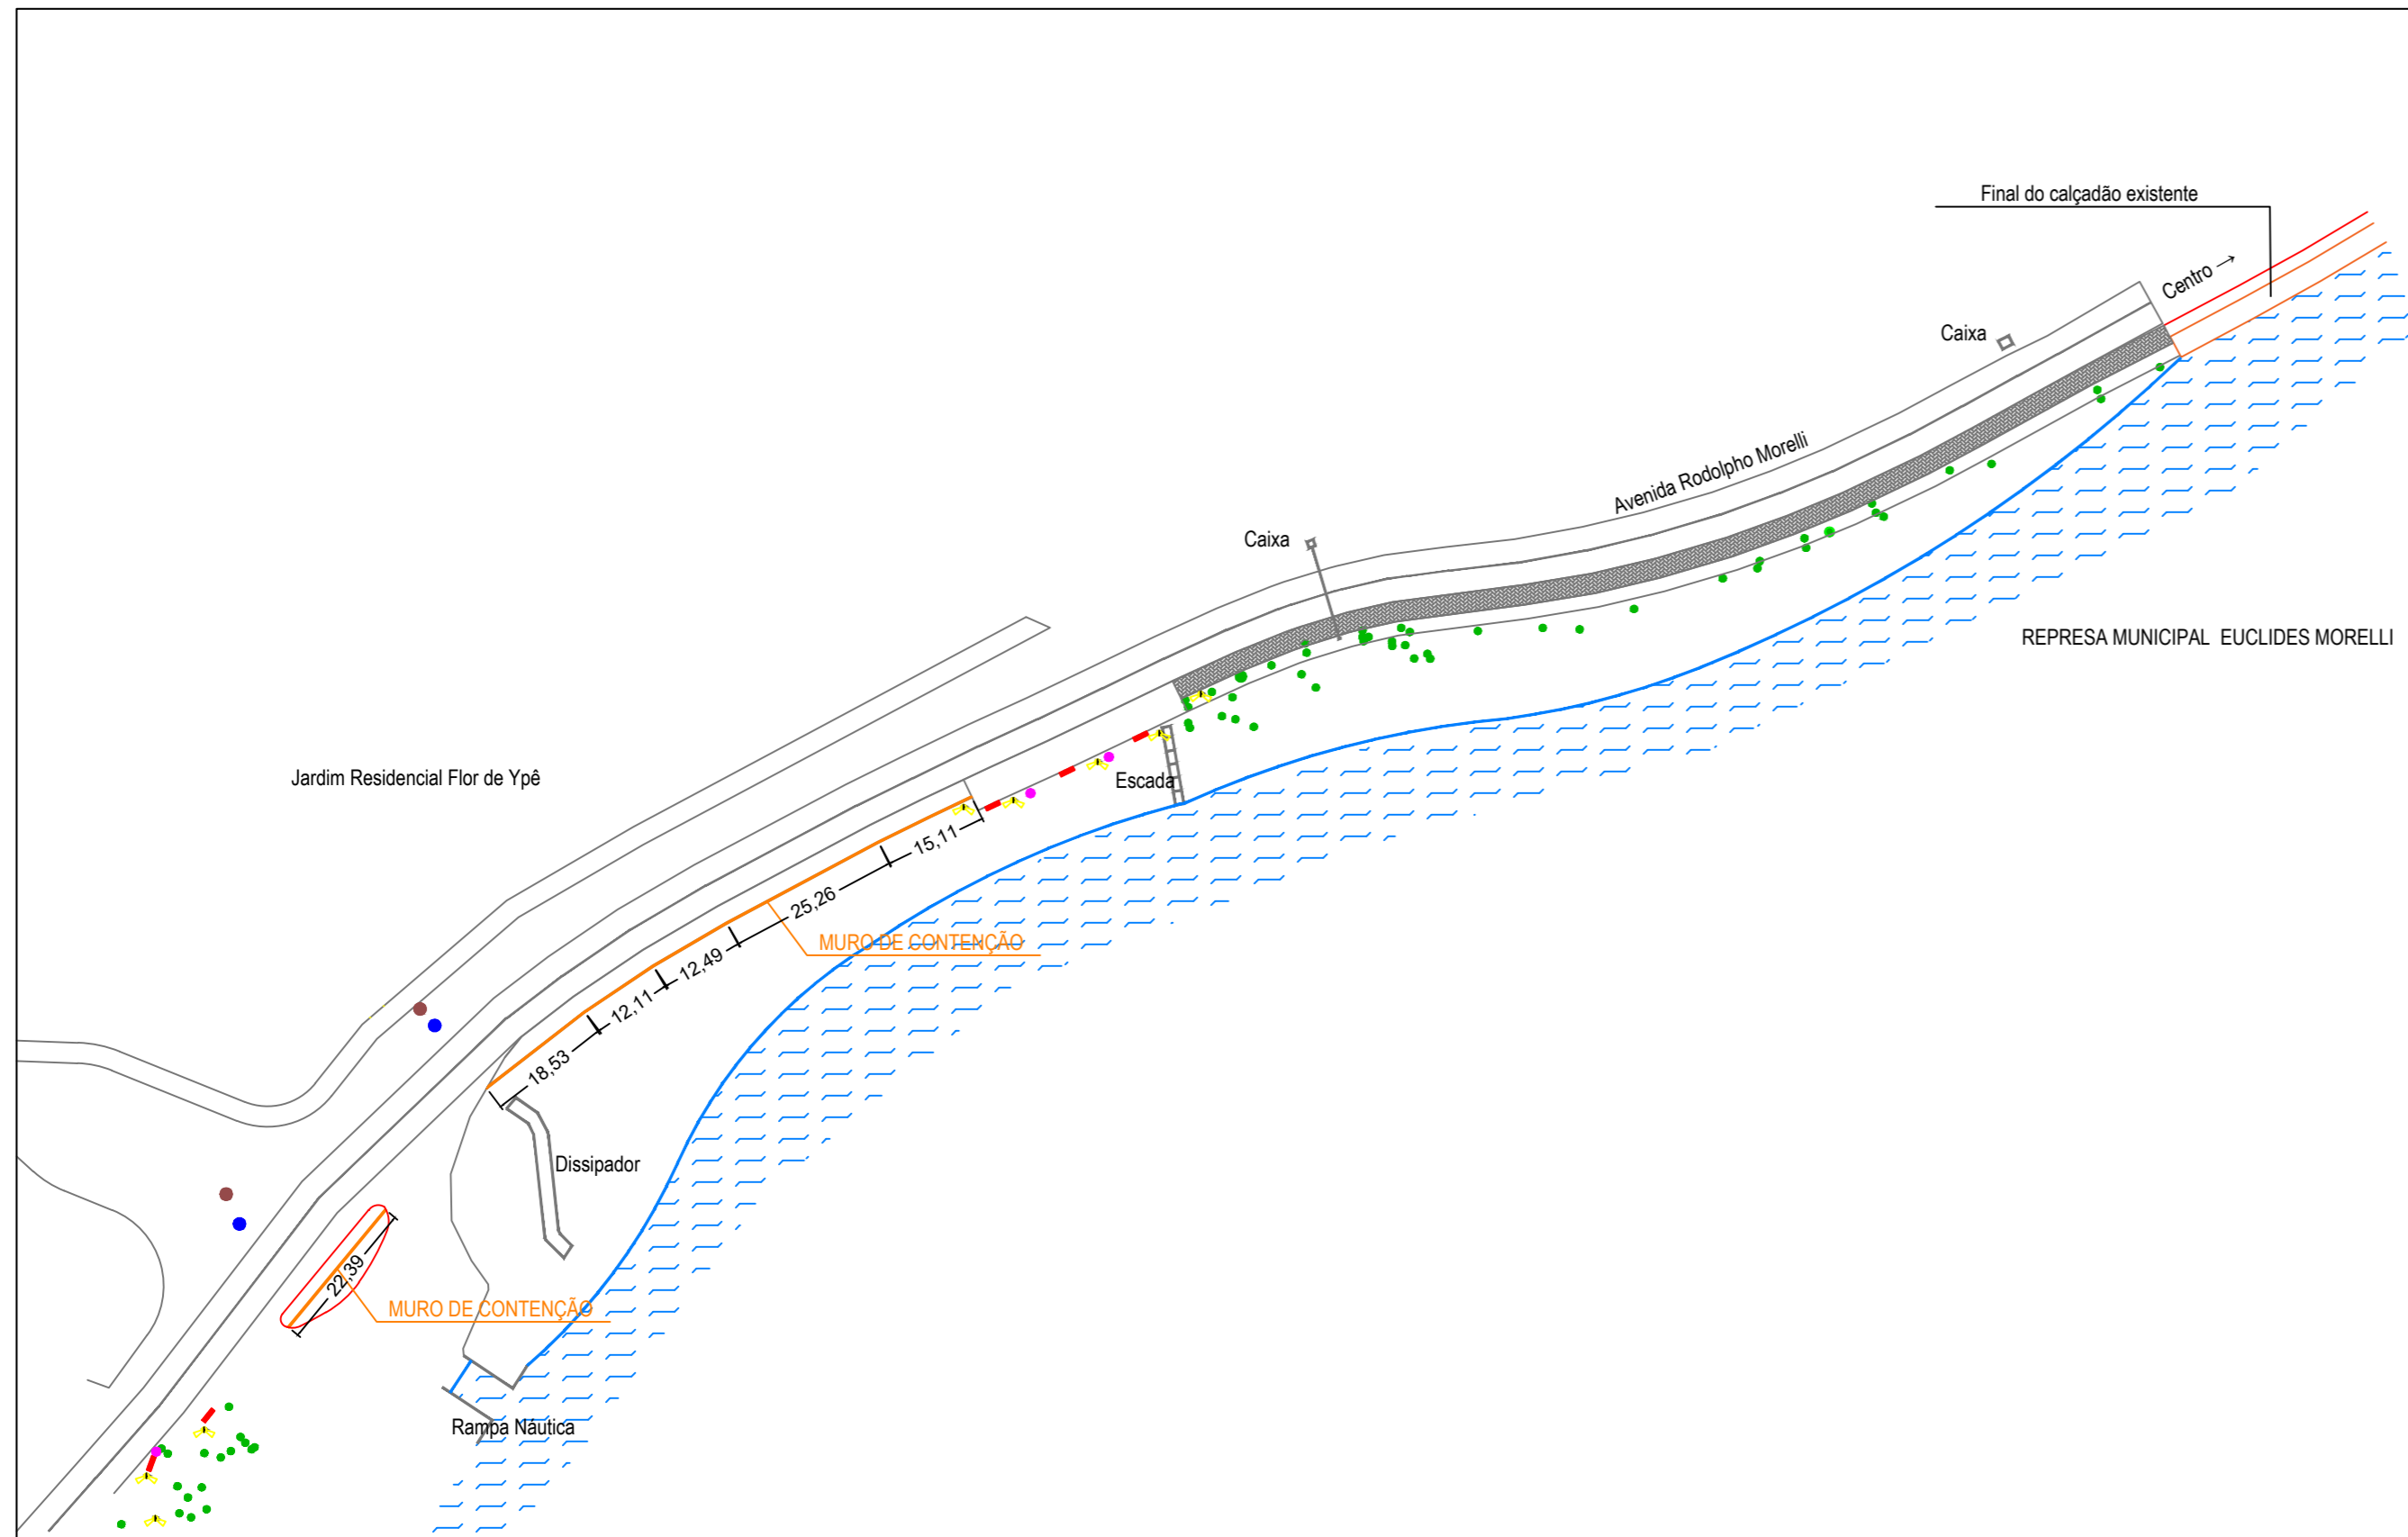 Final do calçadão existente
Centro →
Caixa
Avenida Rodolpho Morelli
Caixa
REPRESA MUNICIPAL EUCLIDES MORELLI
Jardim Residencial Flor de Ypê
Escada
15,11
25,26
MURO DE CONTENÇÃO
12,49
12,11
18,53
Dissipador
22,39
MURO DE CONTENÇÃO
Rampa Náutica